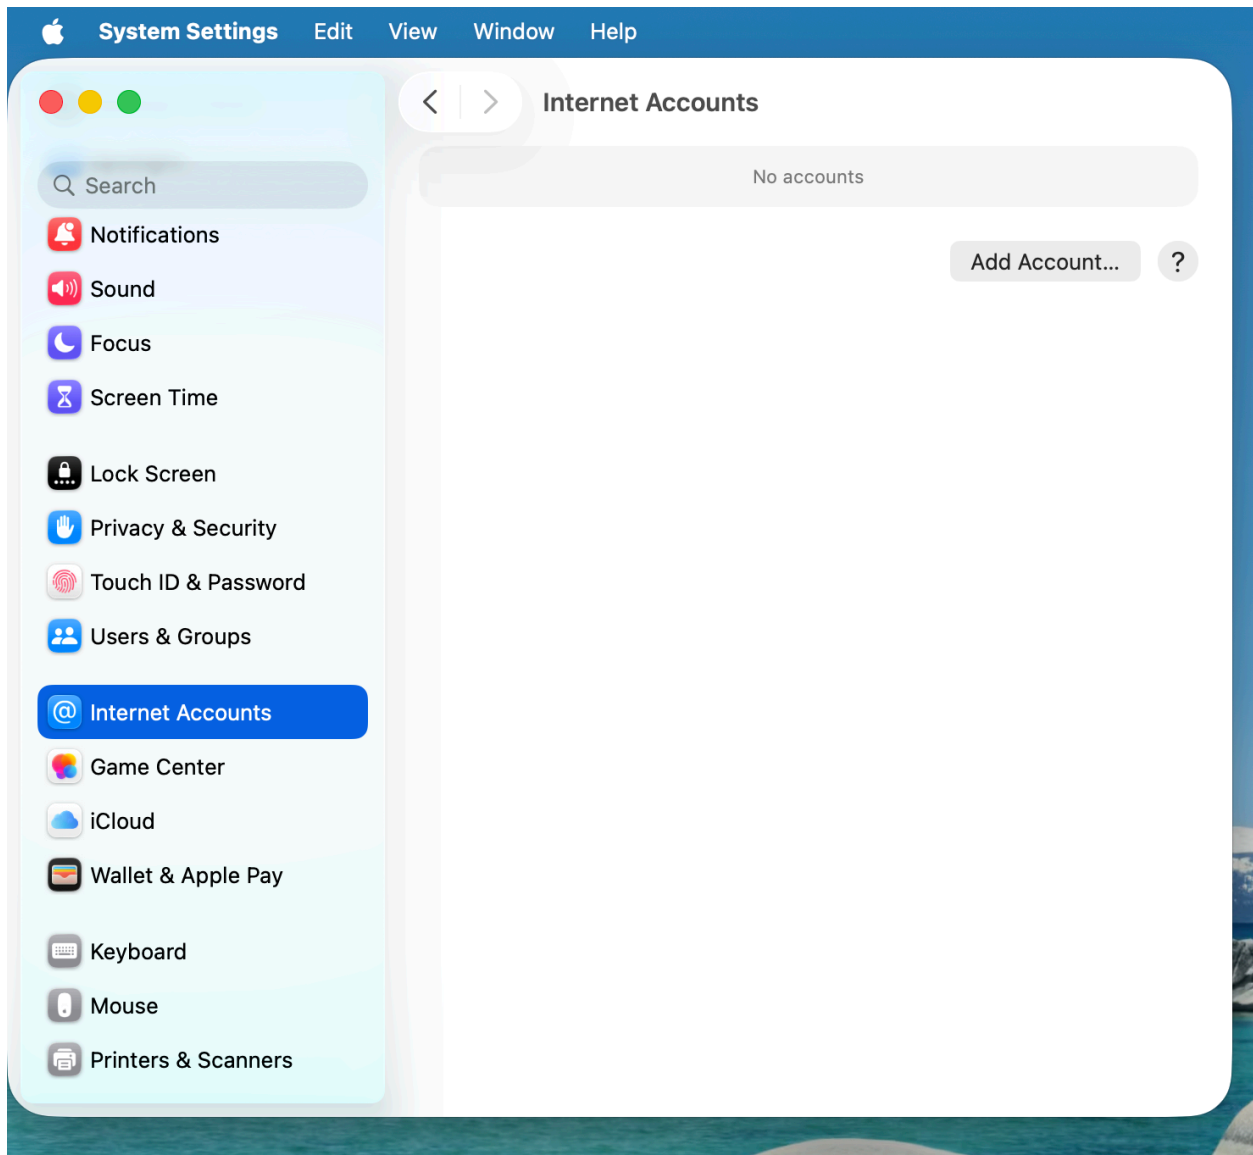 System Settings Edit View Window Help
Internet Accounts
Search
No accounts
Add Account... ?
Notifications
Sound
Focus
Screen Time
Lock Screen
Privacy & Security
Touch ID & Password
Users & Groups
Internet Accounts
Game Center
iCloud
Wallet & Apple Pay
Keyboard
Mouse
Printers & Scanners